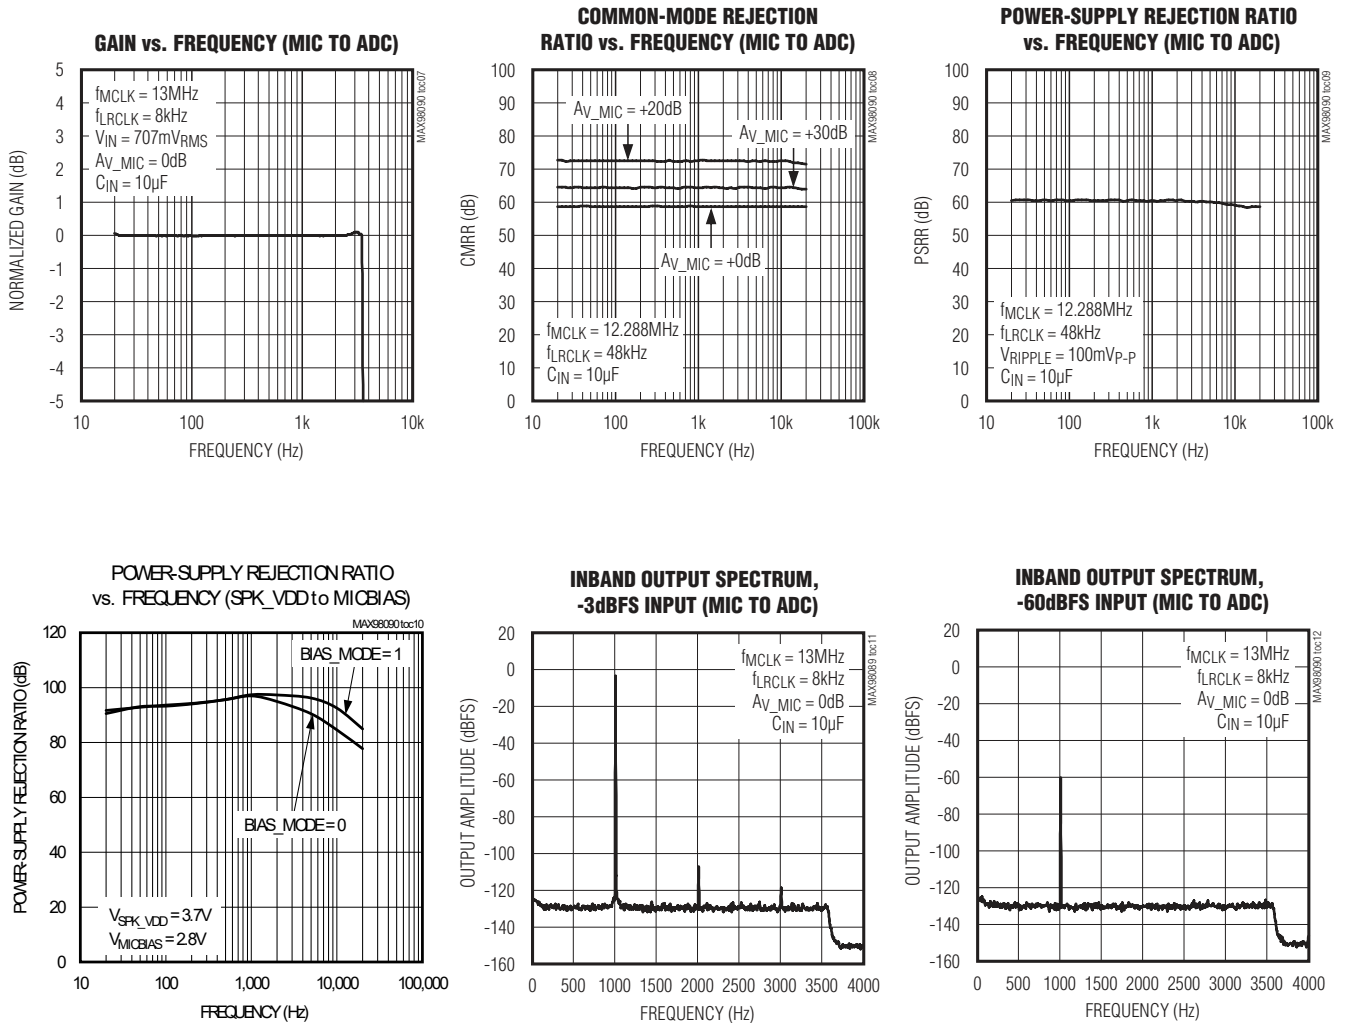 GAIN vs. FREQUENCY (MIC TO ADC)
MAX98090 toc07
fMCLK = 13MHz
fLRCLK = 8kHz
VIN = 707mVRMS
AV_MIC = 0dB
CIN = 10µF
NORMALIZED GAIN (dB)
5
4
3
2
1
0
-1
-2
-3
-4
-5
10
100
1k
10k
FREQUENCY (Hz)
COMMON-MODE REJECTION
RATIO vs. FREQUENCY (MIC TO ADC)
MAX98090 toc08
AV_MIC = +20dB
AV_MIC = +30dB
AV_MIC = +0dB
fMCLK = 12.288MHz
fLRCLK = 48kHz
CIN = 10µF
CMRR (dB)
100
90
80
70
60
50
40
30
20
10
0
10
100
1k
10k
100k
FREQUENCY (Hz)
POWER-SUPPLY REJECTION RATIO
vs. FREQUENCY (MIC TO ADC)
MAX98090 toc09
fMCLK = 12.288MHz
fLRCLK = 48kHz
VRIPPLE = 100mVP-P
CIN = 10µF
PSRR (dB)
100
90
80
70
60
50
40
30
20
10
0
10
100
1k
10k
100k
FREQUENCY (Hz)
POWER-SUPPLY REJECTION RATIO
vs. FREQUENCY (SPK_VDD to MICBIAS)
MAX98090 toc10
BIAS_MODE = 1
BIAS_MODE = 0
VSPK_VDD = 3.7V
VMICBIAS = 2.8V
POWER-SUPPLY REJECTION RATIO (dB)
120
100
80
60
40
20
0
10
100
1,000
10,000
100,000
FREQUENCY (Hz)
INBAND OUTPUT SPECTRUM,
-3dBFS INPUT (MIC TO ADC)
MAX98089 toc11
fMCLK = 13MHz
fLRCLK = 8kHz
AV_MIC = 0dB
CIN = 10µF
OUTPUT AMPLITUDE (dBFS)
20
0
-20
-40
-60
-80
-100
-120
-140
-160
0
500
1000
1500
2000
2500
3000
3500
4000
FREQUENCY (Hz)
INBAND OUTPUT SPECTRUM,
-60dBFS INPUT (MIC TO ADC)
MAX98090 toc12
fMCLK = 13MHz
fLRCLK = 8kHz
AV_MIC = 0dB
CIN = 10µF
OUTPUT AMPLITUDE (dBFS)
20
0
-20
-40
-60
-80
-100
-120
-140
-160
0
500
1000
1500
2000
2500
3000
3500
4000
FREQUENCY (Hz)